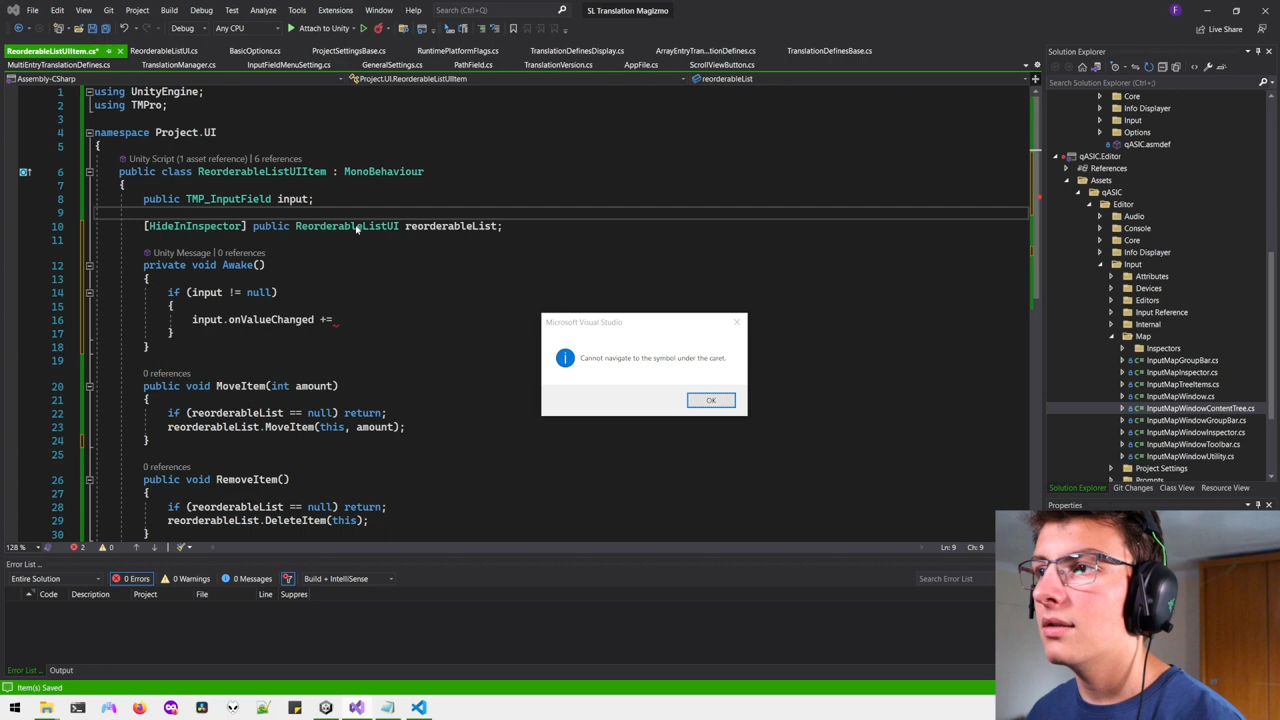 File Edit View Git Project Build Debug Test Analyze Tools Extensions Window Help Search (Ctrl+Q) SL Translation Magizmo F
Debug Any CPU Attach to Unity Live Share
ReorderableListUIItem.cs* ReorderableListUI.cs BasicOptions.cs ProjectSettingsBase.cs RuntimePlatformFlags.cs TranslationDefinesDisplay.cs ArrayEntryTran...tionDefines.cs TranslationDefinesBase.cs
MultiEntryTranslationDefines.cs TranslationManager.cs InputFieldMenuSetting.cs GeneralSettings.cs PathField.cs TranslationVersion.cs AppFile.cs ScrollViewButton.cs
Assembly-CSharp Project.UI.ReorderableListUIItem reorderableList
1 using UnityEngine;
2 using TMPro;
3
4 namespace Project.UI
5 {
Unity Script (1 asset reference) | 6 references
6 public class ReorderableListUIItem : MonoBehaviour
7 {
8 public TMP_InputField input;
9
10 [HideInInspector] public ReorderableListUI reorderableList;
11
Unity Message | 0 references
12 private void Awake()
13 {
14 if (input != null)
15 {
16 input.onValueChanged +=
17 }
18 }
19
0 references
20 public void MoveItem(int amount)
21 {
22 if (reorderableList == null) return;
23 reorderableList.MoveItem(this, amount);
24 }
25
0 references
26 public void RemoveItem()
27 {
28 if (reorderableList == null) return;
29 reorderableList.DeleteItem(this);
30 }
Microsoft Visual Studio
Cannot navigate to the symbol under the caret.
OK
128 % 2 0 Ln: 9 Ch: 9
Error List ...
Entire Solution 0 Errors 0 Warnings 0 Messages Build + IntelliSense Search Error List
Code Description Project File Line Suppres
Error List ... Output
Item(s) Saved
Solution Explorer
Search Solution Explorer (Ctrl+;)
Core
Info Displayer
Input
Options
qASIC.asmdef
qASIC.Editor
References
Assets
qASIC
Editor
Audio
Console
Core
Info Displayer
Input
Attributes
Devices
Editors
Input Reference
Internal
Map
Inspectors
InputMapGroupBar.cs
InputMapInspector.cs
InputMapTreeItems.cs
InputMapWindow.cs
InputMapWindowContentTree.cs
InputMapWindowGroupBar.cs
InputMapWindowInspector.cs
InputMapWindowToolbar.cs
InputMapWindowUtility.cs
Project Settings
Prompts
Solution Explorer Git Changes Class View Resource View
Properties